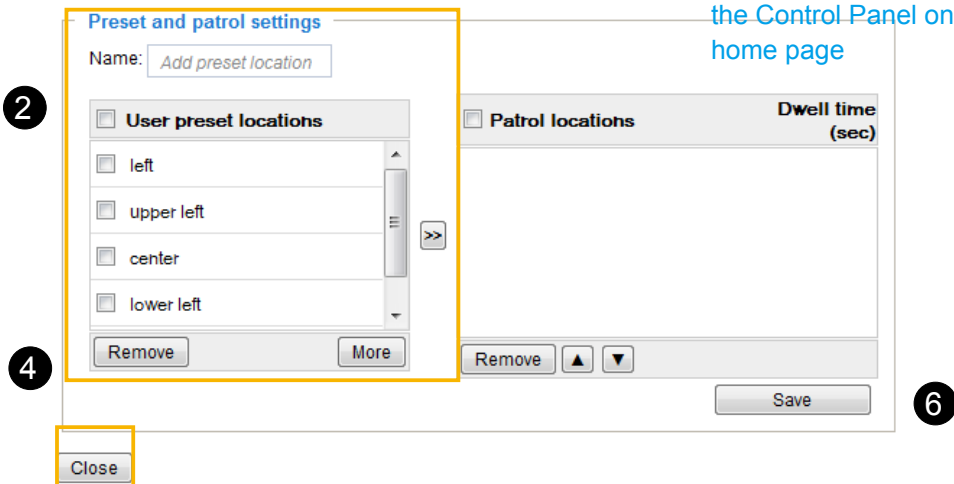 the Control Panel on
home page
Preset and patrol settings
Name: Add preset location
2
User preset locations
Patrol locations
Dwell time
(sec)
left
upper left
>>
center
lower left
4
Remove More
Remove ▲ ▼
Save
6
Close